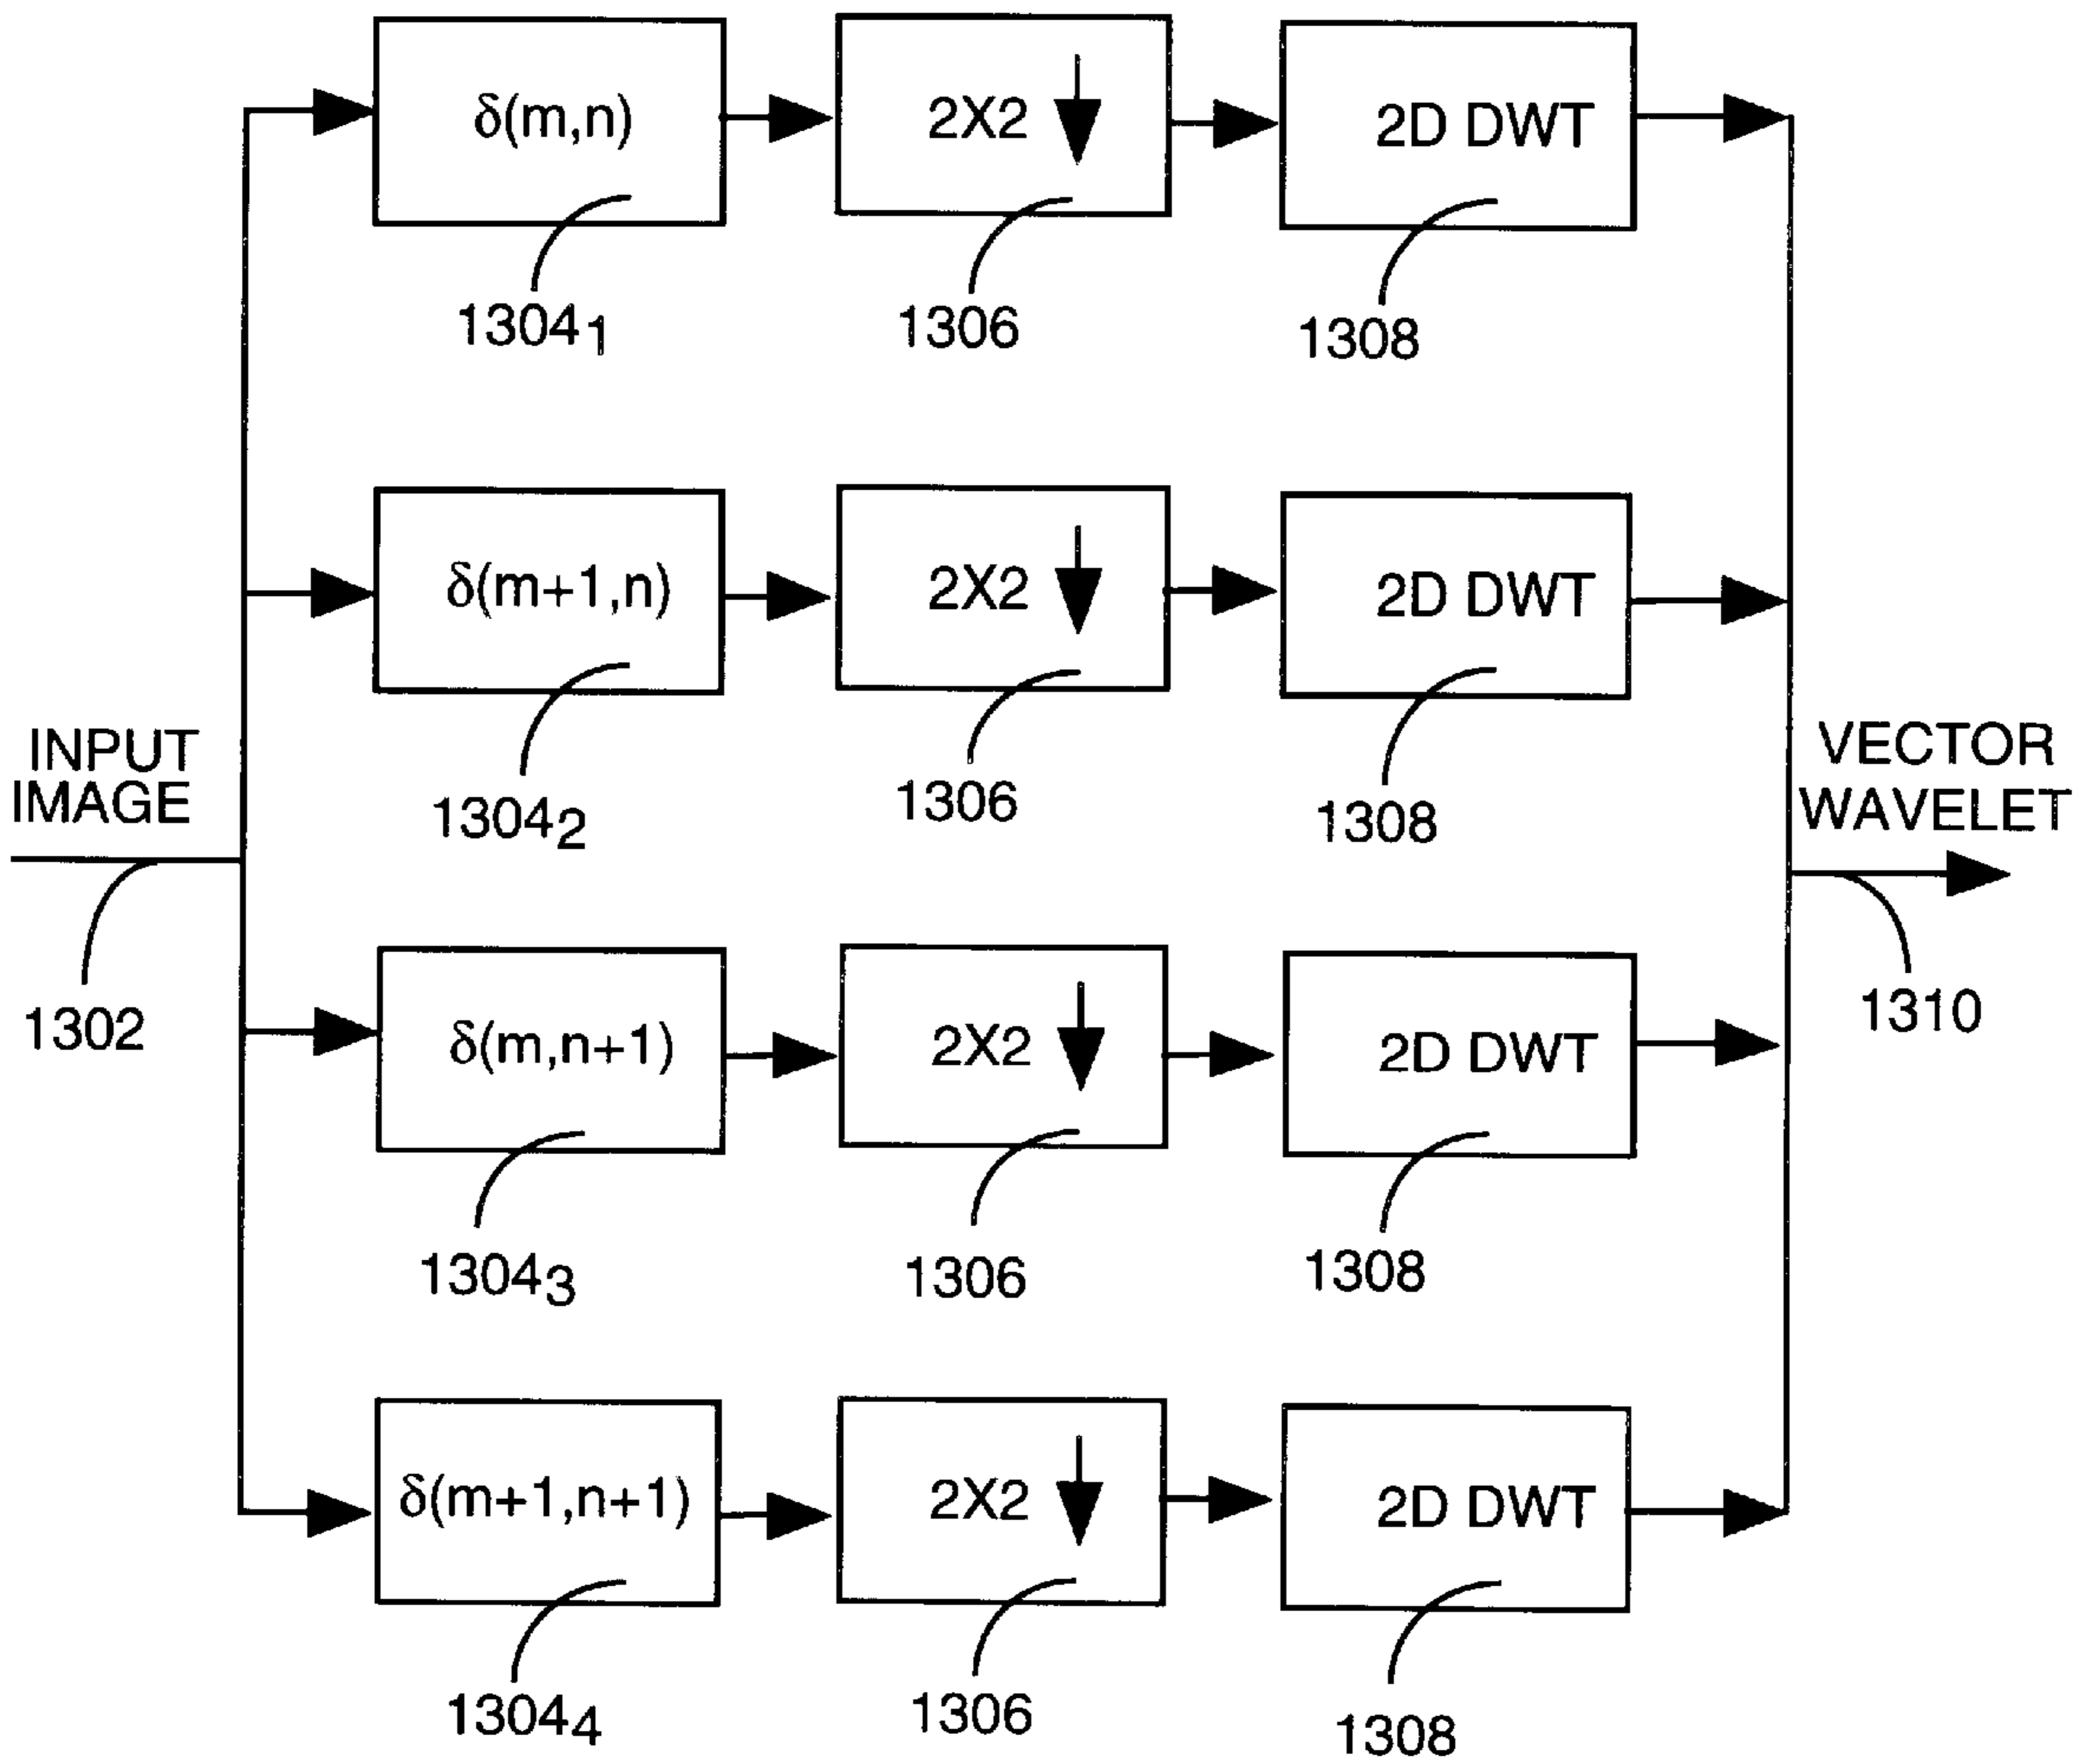 δ(m,n)
2X2
2D DWT
1304₁
1306
1308
δ(m+1,n)
2X2
2D DWT
1304₂
1306
1308
INPUT
IMAGE
1302
VECTOR
WAVELET
1310
δ(m,n+1)
2X2
2D DWT
1304₃
1306
1308
δ(m+1,n+1)
2X2
2D DWT
1304₄
1306
1308